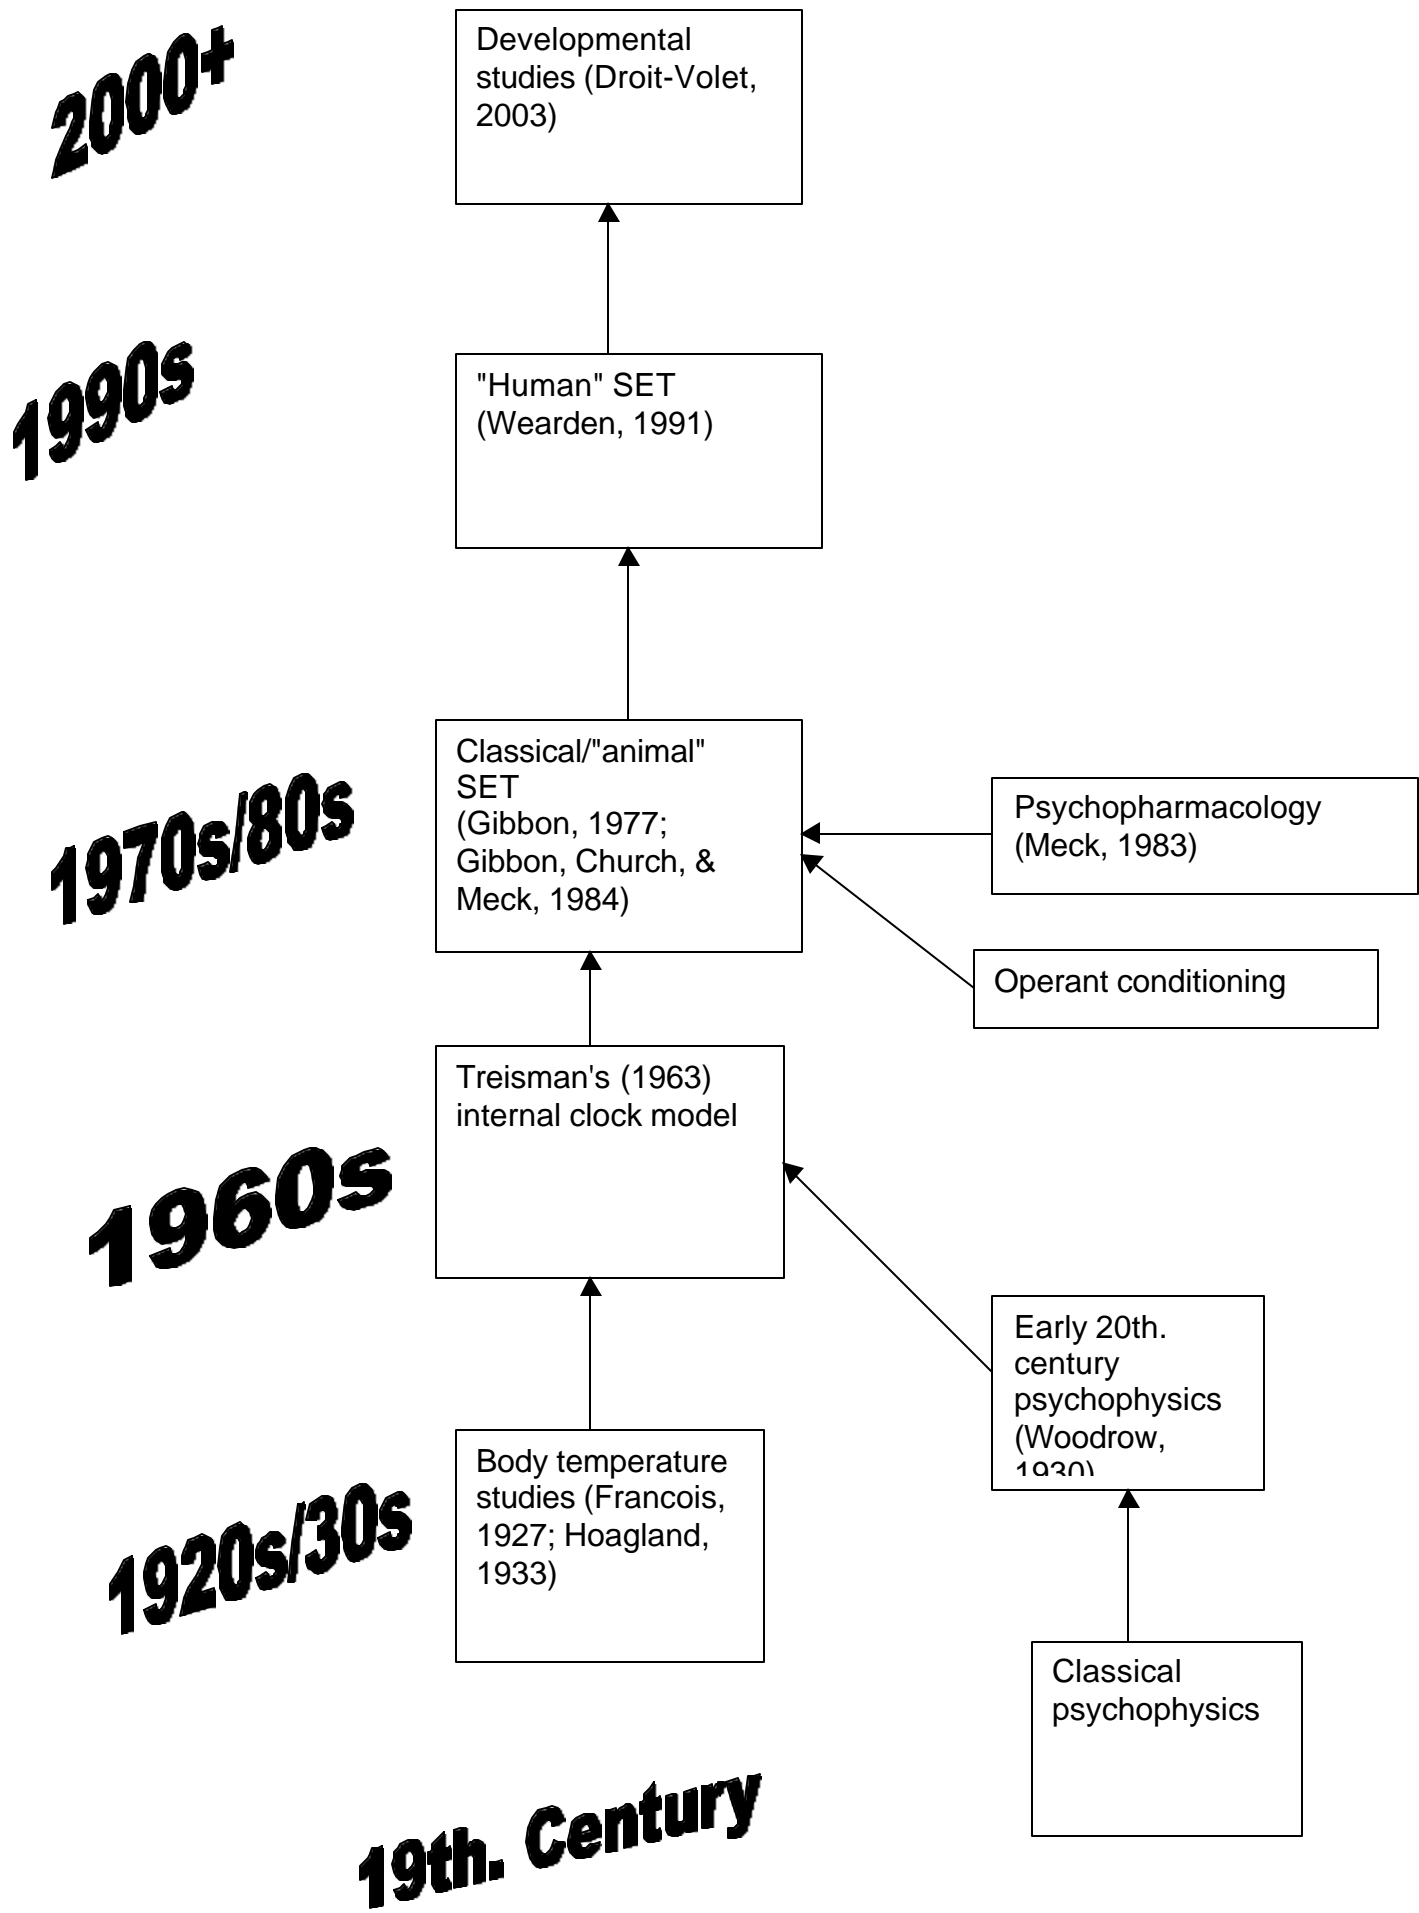 2000+
Developmental
studies (Droit-Volet,
2003)
1990s
"Human" SET
(Wearden, 1991)
1970s/80s
Classical/"animal"
SET
(Gibbon, 1977;
Gibbon, Church, &
Meck, 1984)
Psychopharmacology
(Meck, 1983)
Operant conditioning
1960s
Treisman's (1963)
internal clock model
Early 20th.
century
psychophysics
(Woodrow,
1930)
1920s/30s
Body temperature
studies (Francois,
1927; Hoagland,
1933)
Classical
psychophysics
19th. Century